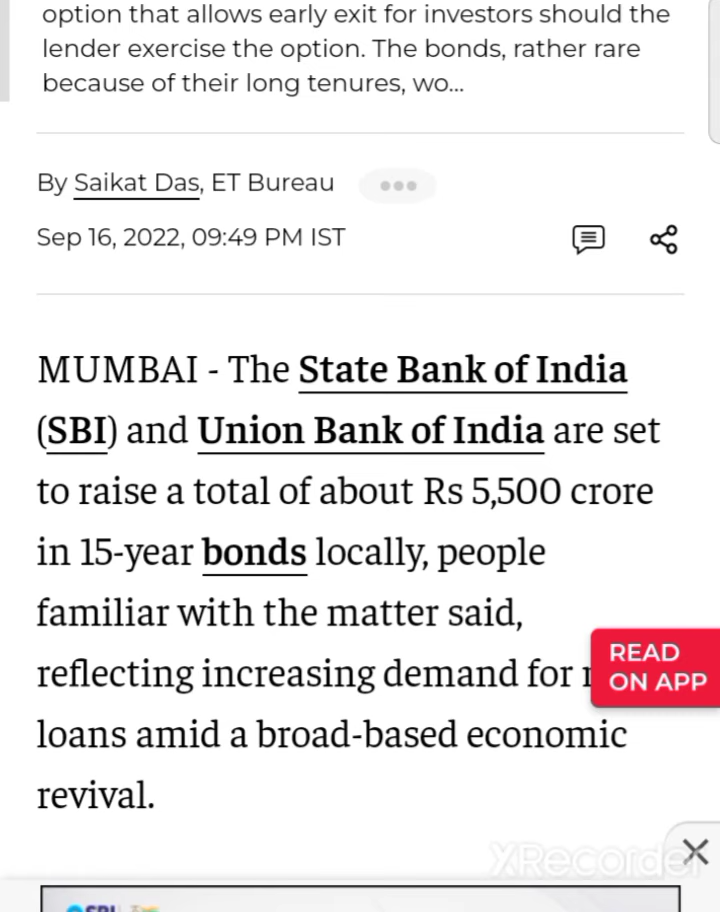 option that allows early exit for investors should the
lender exercise the option. The bonds, rather rare
because of their long tenures, wo...
By Saikat Das, ET Bureau
Sep 16, 2022, 09:49 PM IST
MUMBAI - The State Bank of India
(SBI) and Union Bank of India are set
to raise a total of about Rs 5,500 crore
in 15-year bonds locally, people
familiar with the matter said,
reflecting increasing demand for
READ
ON APP
loans amid a broad-based economic
revival.
XRecorder
SBI